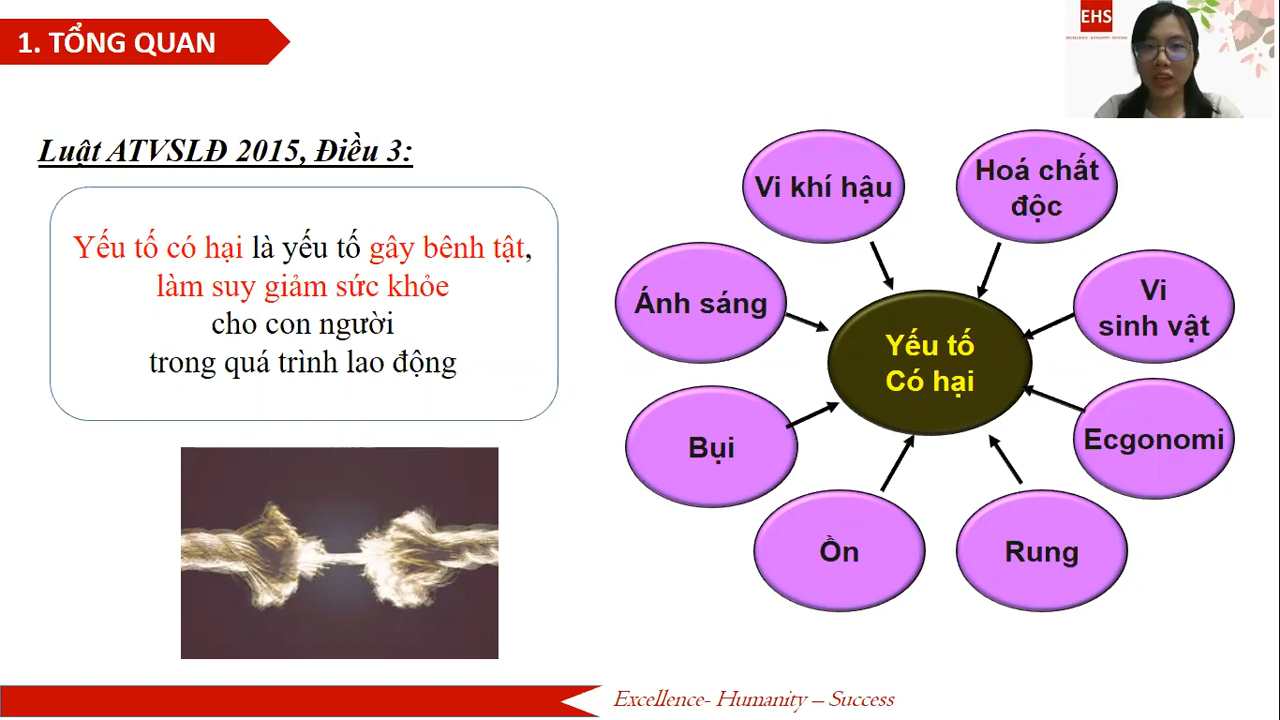 1. TỔNG QUAN
EHS
Luật ATVSLĐ 2015, Điều 3:
Yếu tố có hại là yếu tố gây bênh tật,
làm suy giảm sức khỏe
cho con người
trong quá trình lao động
Vi khí hậu
Hoá chất
độc
Ánh sáng
Vi
sinh vật
Yếu tố
Có hại
Bụi
Ecgonomi
Ồn
Rung
Excellence- Humanity – Success